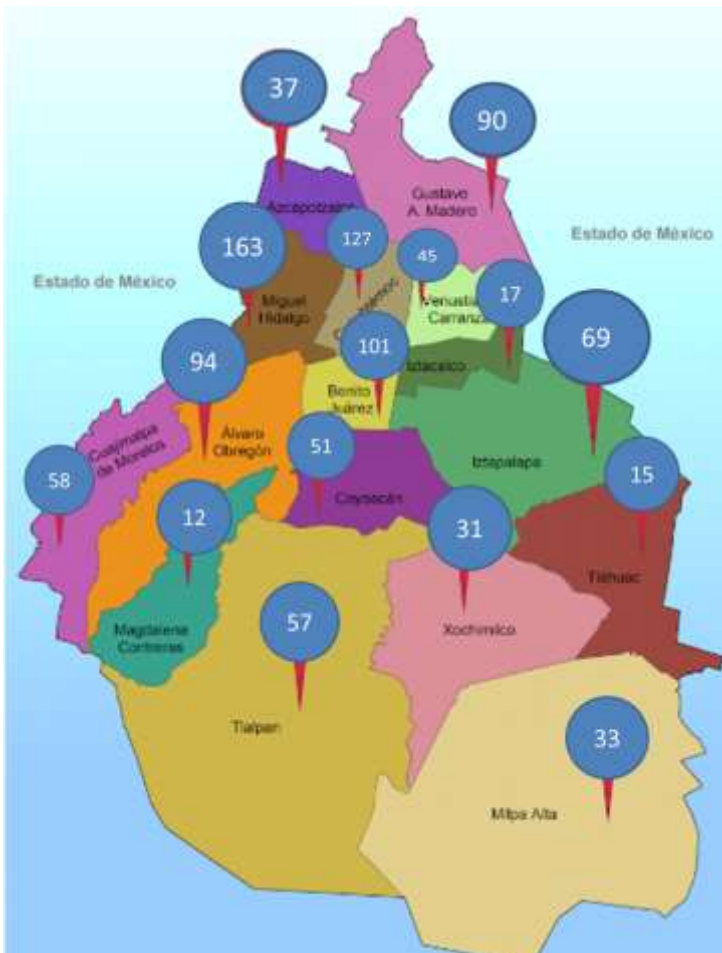 37
90
Azcapotzalco
Gustavo
A. Madero
163
127
45
17
Estado de México
Estado de México
Miguel
Hidalgo
Carranza
69
94
101
Iztacalco
Benito
Juárez
Cuajimalpa
de Morelos
Álvaro
Obregón
51
Iztapalapa
58
15
12
Coyoacán
31
Tláhuac
57
Magdalena
Contreras
Xochimilco
Tlalpan
33
Milpa Alta